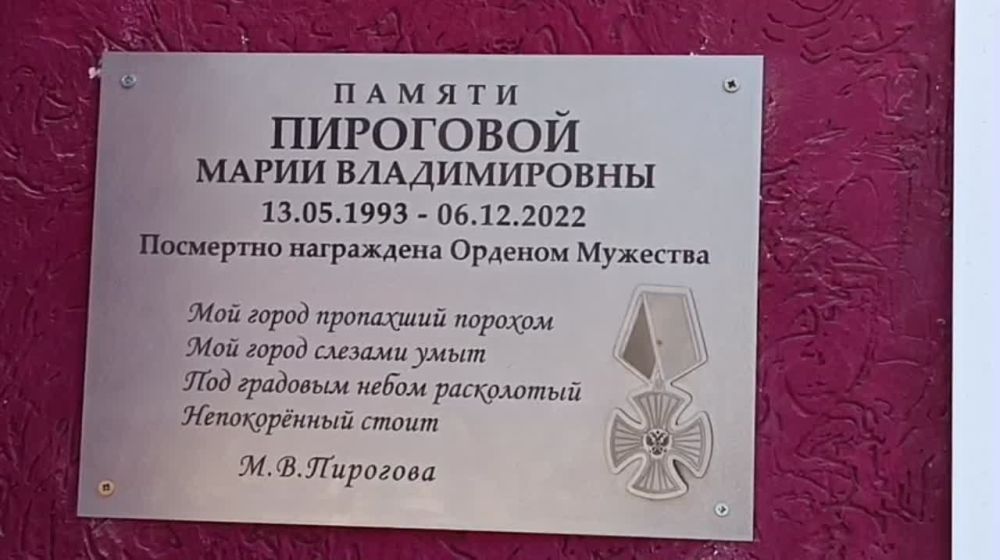 ПАМЯТИ
ПИРОГОВОЙ
МАРИИ ВЛАДИМИРОВНЫ
13.05.1993 - 06.12.2022
Посмертно награждена Орденом Мужества
Мой город пропахший порохом
Мой город слезами умыт
Под градовым небом расколотый
Непокорённый стоит
М.В.Пирогова